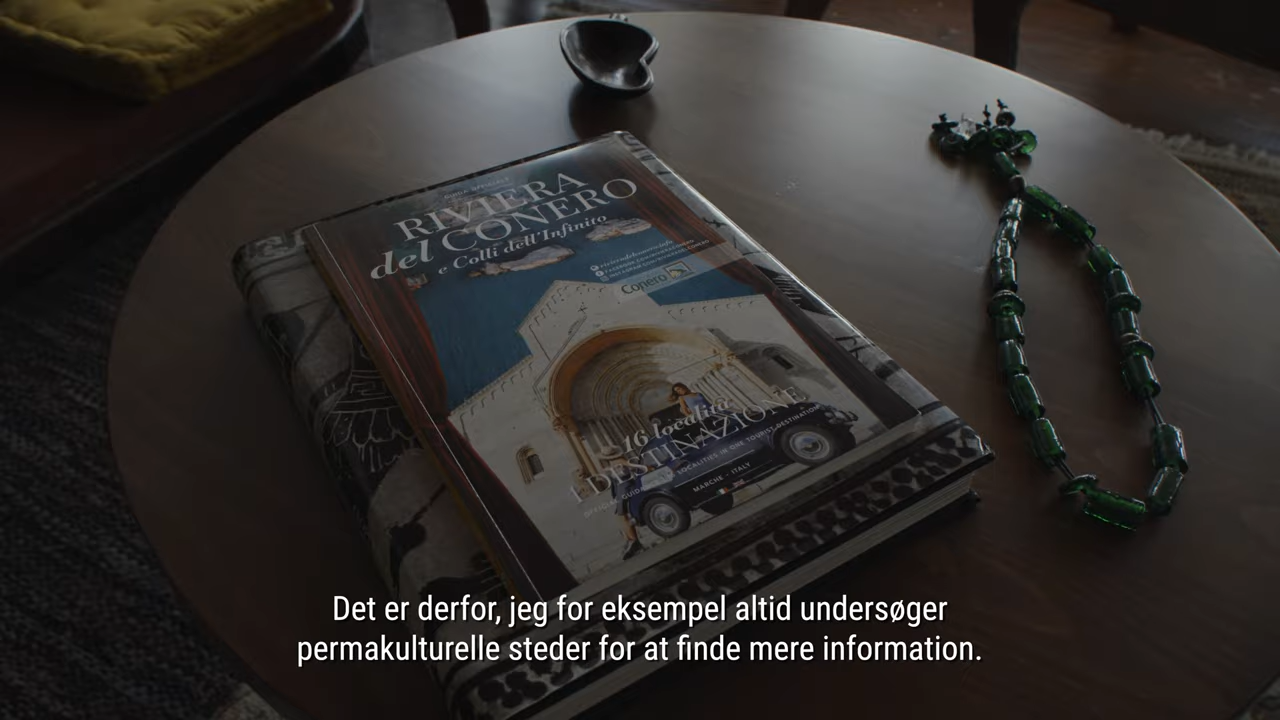 RIVIERA
del CONERO
e Colli dell'Infinito
Conero
16 località
1 DESTINAZIONE
MARCHE - ITALY
Det er derfor, jeg for eksempel altid undersøger
permakulturelle steder for at finde mere information.